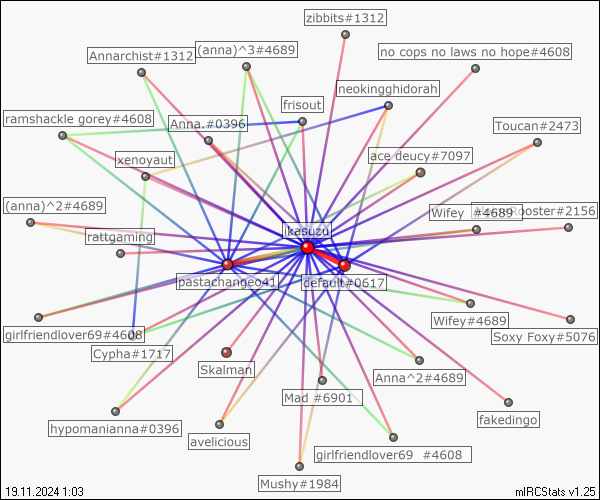 zibbits#1312
Annarchist#1312
(anna)^3#4689
no cops no laws no hope#4608
neokingghidorah
ramshackle gorey#4608
Anna.#0396
frisout
Toucan#2473
xenoyaut
ace deucy#7097
(anna)^2#4689
Wifey #4689
Rooster#2156
rattgaming
ikasuzu
pastachange041
default#0617
girlfriendlover69#4608
Wifey#4689
Soxy Foxy#5076
Cypha#1717
Skalman
Anna^2#4689
Mad #6901
fakedingo
hypomanianna#0396
avelicious
girlfriendlover69 #4608
Mushy#1984
19.11.2024 1:03
mIRCStats v1.25